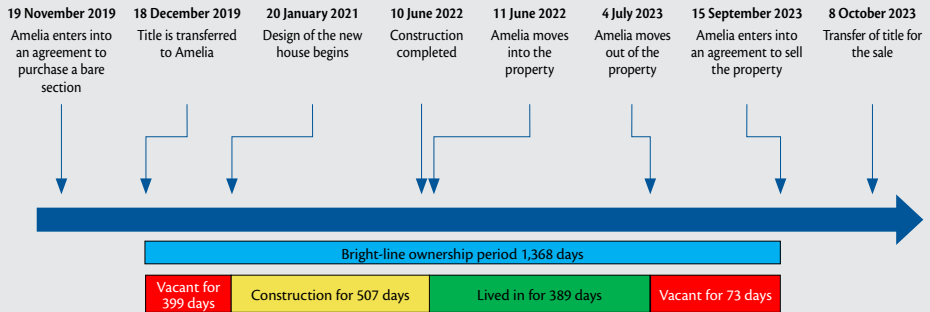 19 November 2019
Amelia enters into
an agreement to
purchase a bare
section
18 December 2019
Title is transferred
to Amelia
20 January 2021
Design of the new
house begins
10 June 2022
Construction
completed
11 June 2022
Amelia moves
into the
property
4 July 2023
Amelia moves
out of the
property
15 September 2023
Amelia enters into
an agreement to sell
the property
8 October 2023
Transfer of title for
the sale
Bright-line ownership period 1,368 days
Vacant for
399 days
Construction for 507 days
Lived in for 389 days
Vacant for 73 days